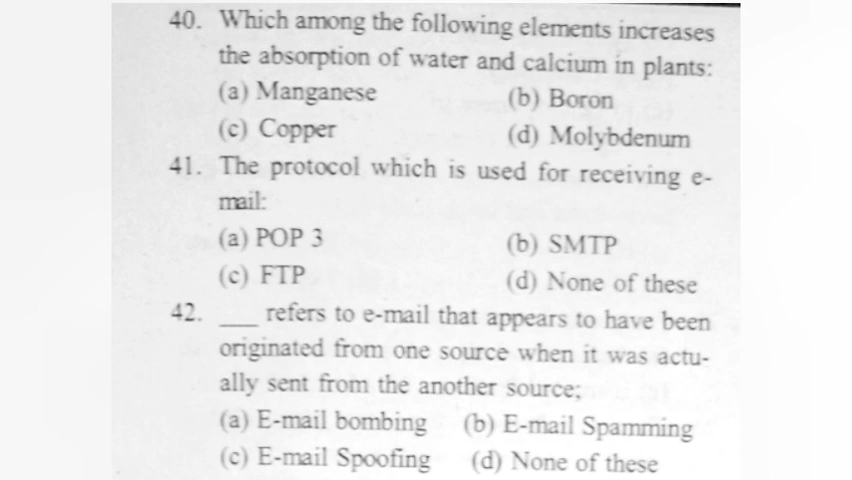 40. Which among the following elements increases
the absorption of water and calcium in plants:
(a) Manganese (b) Boron
(c) Copper (d) Molybdenum
41. The protocol which is used for receiving e-
mail:
(a) POP 3 (b) SMTP
(c) FTP (d) None of these
42. ___ refers to e-mail that appears to have been
originated from one source when it was actu-
ally sent from the another source;
(a) E-mail bombing (b) E-mail Spamming
(c) E-mail Spoofing (d) None of these